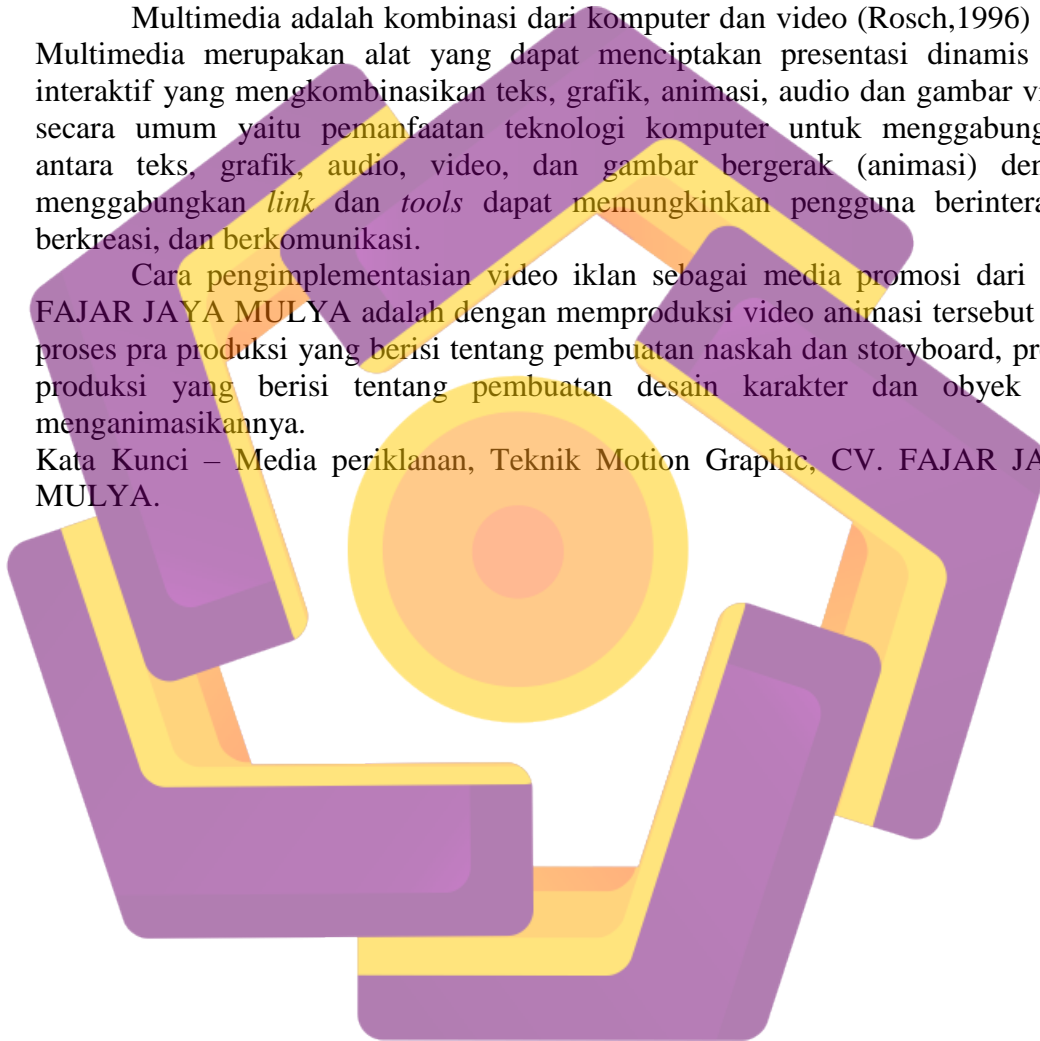 Multimedia adalah kombinasi dari komputer dan video (Rosch,1996)
Multimedia merupakan alat yang dapat menciptakan presentasi dinamis
interaktif yang mengkombinasikan teks, grafik, animasi, audio dan gambar
secara umum yaitu pemanfaatan teknologi komputer untuk
antara teks, grafik, audio, video, dan gambar bergerak (animasi)
menggabungkan link dan tools dapat memungkinkan pengguna
berkreasi, dan berkomunikasi.
Cara pengimplementasian video iklan sebagai media promosi dari
FAJAR JAYA MULYA adalah dengan memproduksi video animasi tersebut
proses pra produksi yang berisi tentang pembuatan naskah dan storyboard,
produksi yang berisi tentang pembuatan desain karakter dan obyek
menganimasikannya.
Kata Kunci – Media periklanan, Teknik Motion Graphic, CV. FAJAR
MULYA.